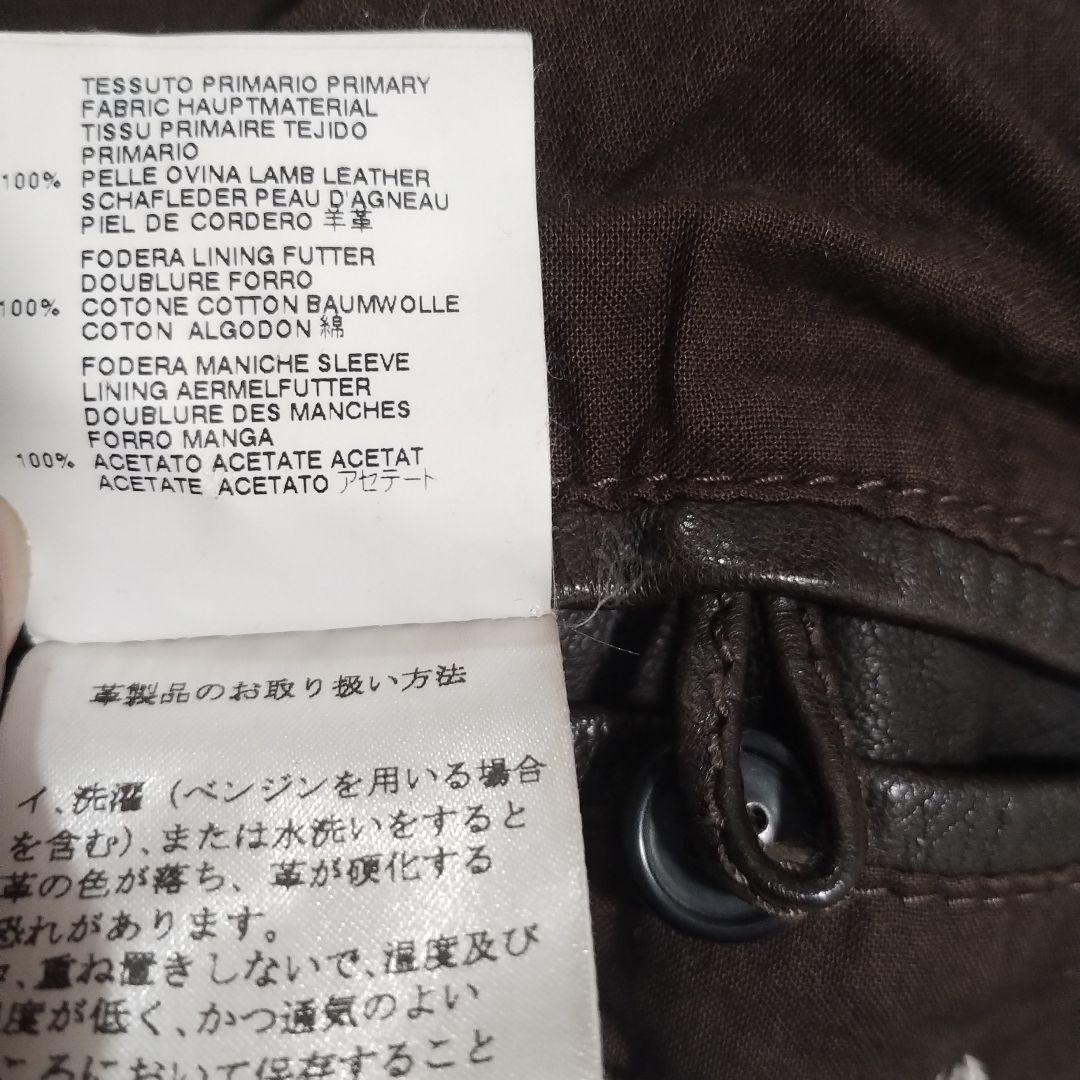 TESSUTO PRIMARIO PRIMARY
FABRIC HAUPTMATERIAL
TISSU PRIMAIRE TEJIDO
PRIMARIO
100% PELLE OVINA LAMB LEATHER
SCHAFLEDER PEAU D'AGNEAU
PIEL DE CORDERO 羊革
FODERA LINING FUTTER
DOUBLURE FORRO
100% COTONE COTTON BAUMWOLLE
COTON ALGODON 綿
FODERA MANICHE SLEEVE
LINING AERMELFUTTER
DOUBLURE DES MANCHES
FORRO MANGA
100% ACETATO ACETATE ACETAT
ACETATE ACETATO アセテート
革製品のお取り扱い方法
イ、洗濯（ベンジンを用いる場合
を含む）、または水洗いをすると
革の色が落ち、革が硬化する
恐れがあります。
、重ね置きしないで、温度及び
湿度が低く、かつ通気のよい
ころにおいて保存すること